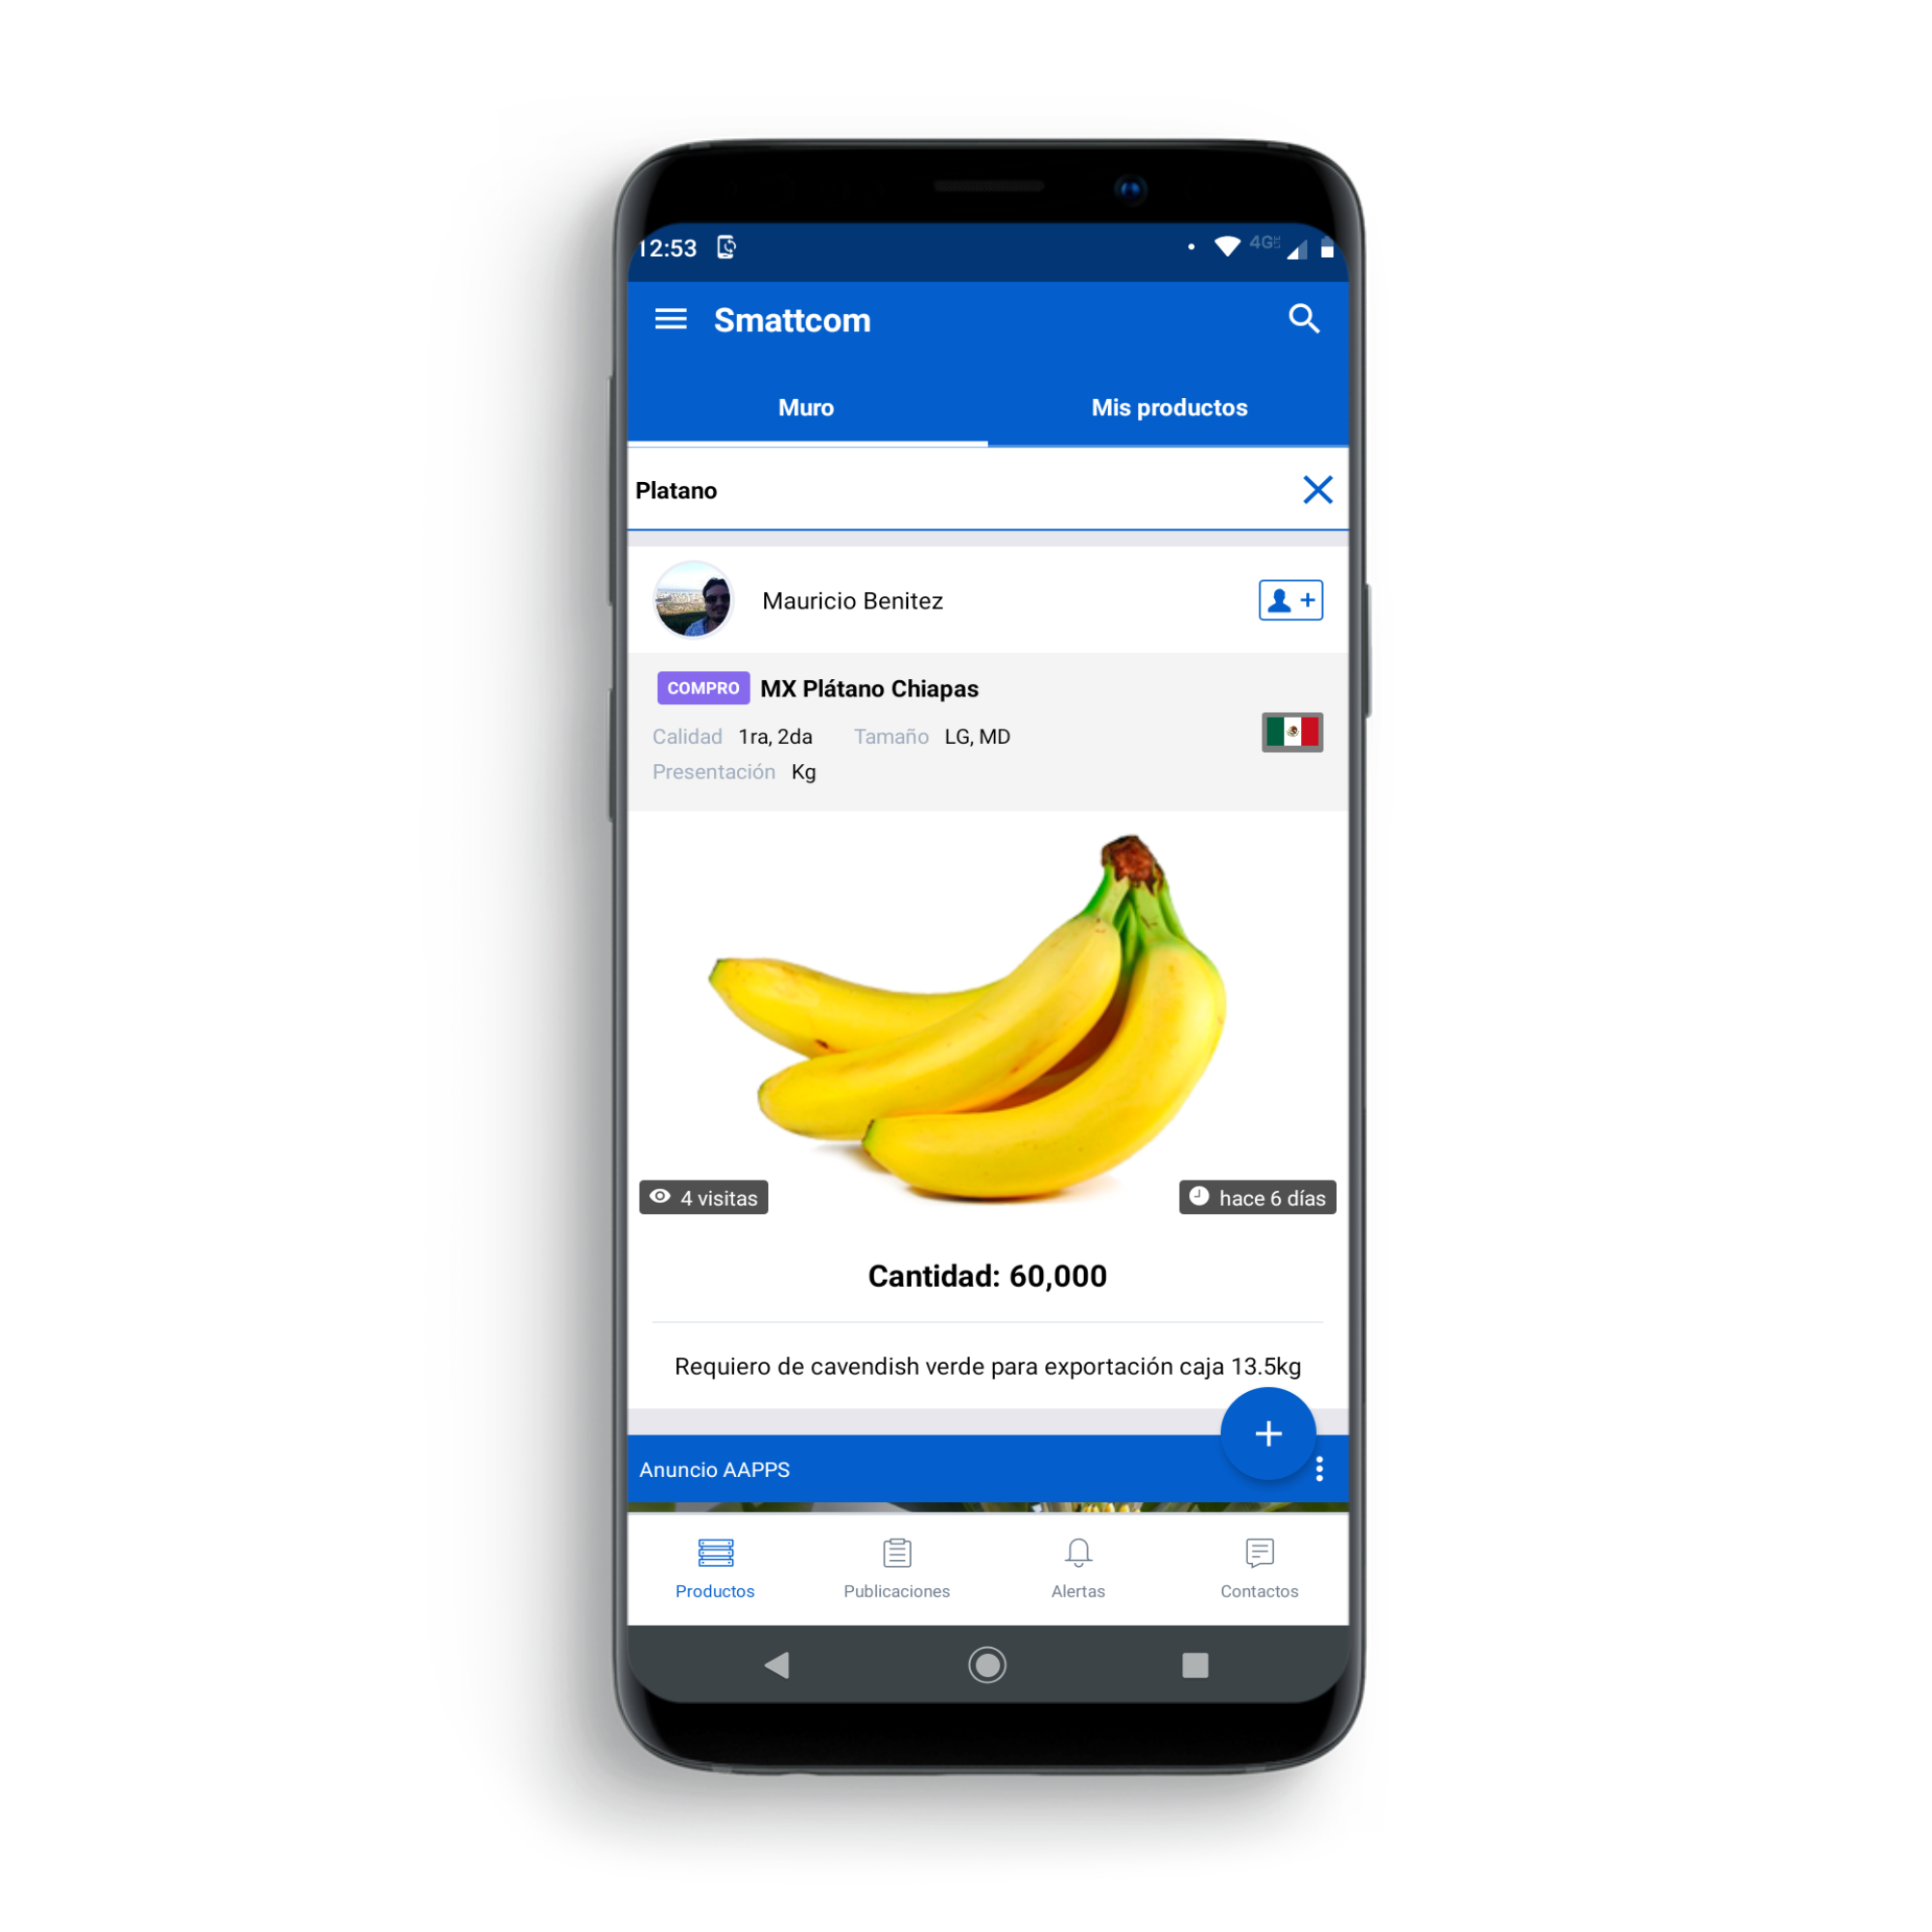 12:53
4G
Smattcom
Muro Mis productos
Platano
Mauricio Benitez
COMPRO MX Plátano Chiapas
Calidad 1ra, 2da Tamaño LG, MD
Presentación Kg
4 visitas hace 6 días
Cantidad: 60,000
Requiero de cavendish verde para exportación caja 13.5kg
Anuncio AAPPS
Productos Publicaciones Alertas Contactos